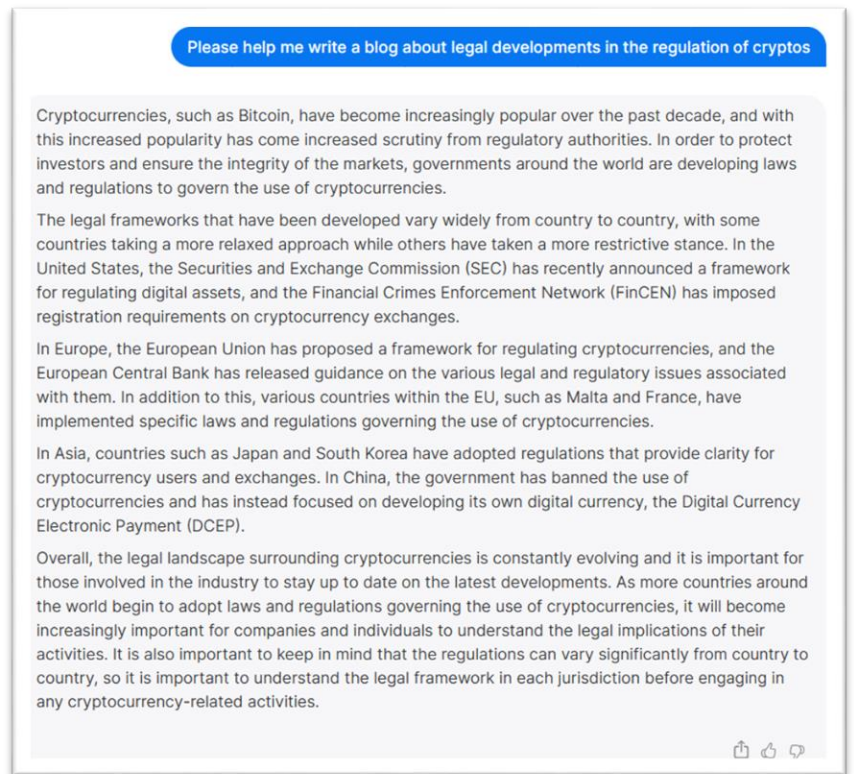 Please help me write a blog about legal developments in the regulation of cryptos
Cryptocurrencies, such as Bitcoin, have become increasingly popular over the past decade, and with
this increased popularity has come increased scrutiny from regulatory authorities. In order to protect
investors and ensure the integrity of the markets, governments around the world are developing laws
and regulations to govern the use of cryptocurrencies.
The legal frameworks that have been developed vary widely from country to country, with some
countries taking a more relaxed approach while others have taken a more restrictive stance. In the
United States, the Securities and Exchange Commission (SEC) has recently announced a framework
for regulating digital assets, and the Financial Crimes Enforcement Network (FinCEN) has imposed
registration requirements on cryptocurrency exchanges.
In Europe, the European Union has proposed a framework for regulating cryptocurrencies, and the
European Central Bank has released guidance on the various legal and regulatory issues associated
with them. In addition to this, various countries within the EU, such as Malta and France, have
implemented specific laws and regulations governing the use of cryptocurrencies.
In Asia, countries such as Japan and South Korea have adopted regulations that provide clarity for
cryptocurrency users and exchanges. In China, the government has banned the use of
cryptocurrencies and has instead focused on developing its own digital currency, the Digital Currency
Electronic Payment (DCEP).
Overall, the legal landscape surrounding cryptocurrencies is constantly evolving and it is important for
those involved in the industry to stay up to date on the latest developments. As more countries around
the world begin to adopt laws and regulations governing the use of cryptocurrencies, it will become
increasingly important for companies and individuals to understand the legal implications of their
activities. It is also important to keep in mind that the regulations can vary significantly from country to
country, so it is important to understand the legal framework in each jurisdiction before engaging in
any cryptocurrency-related activities.